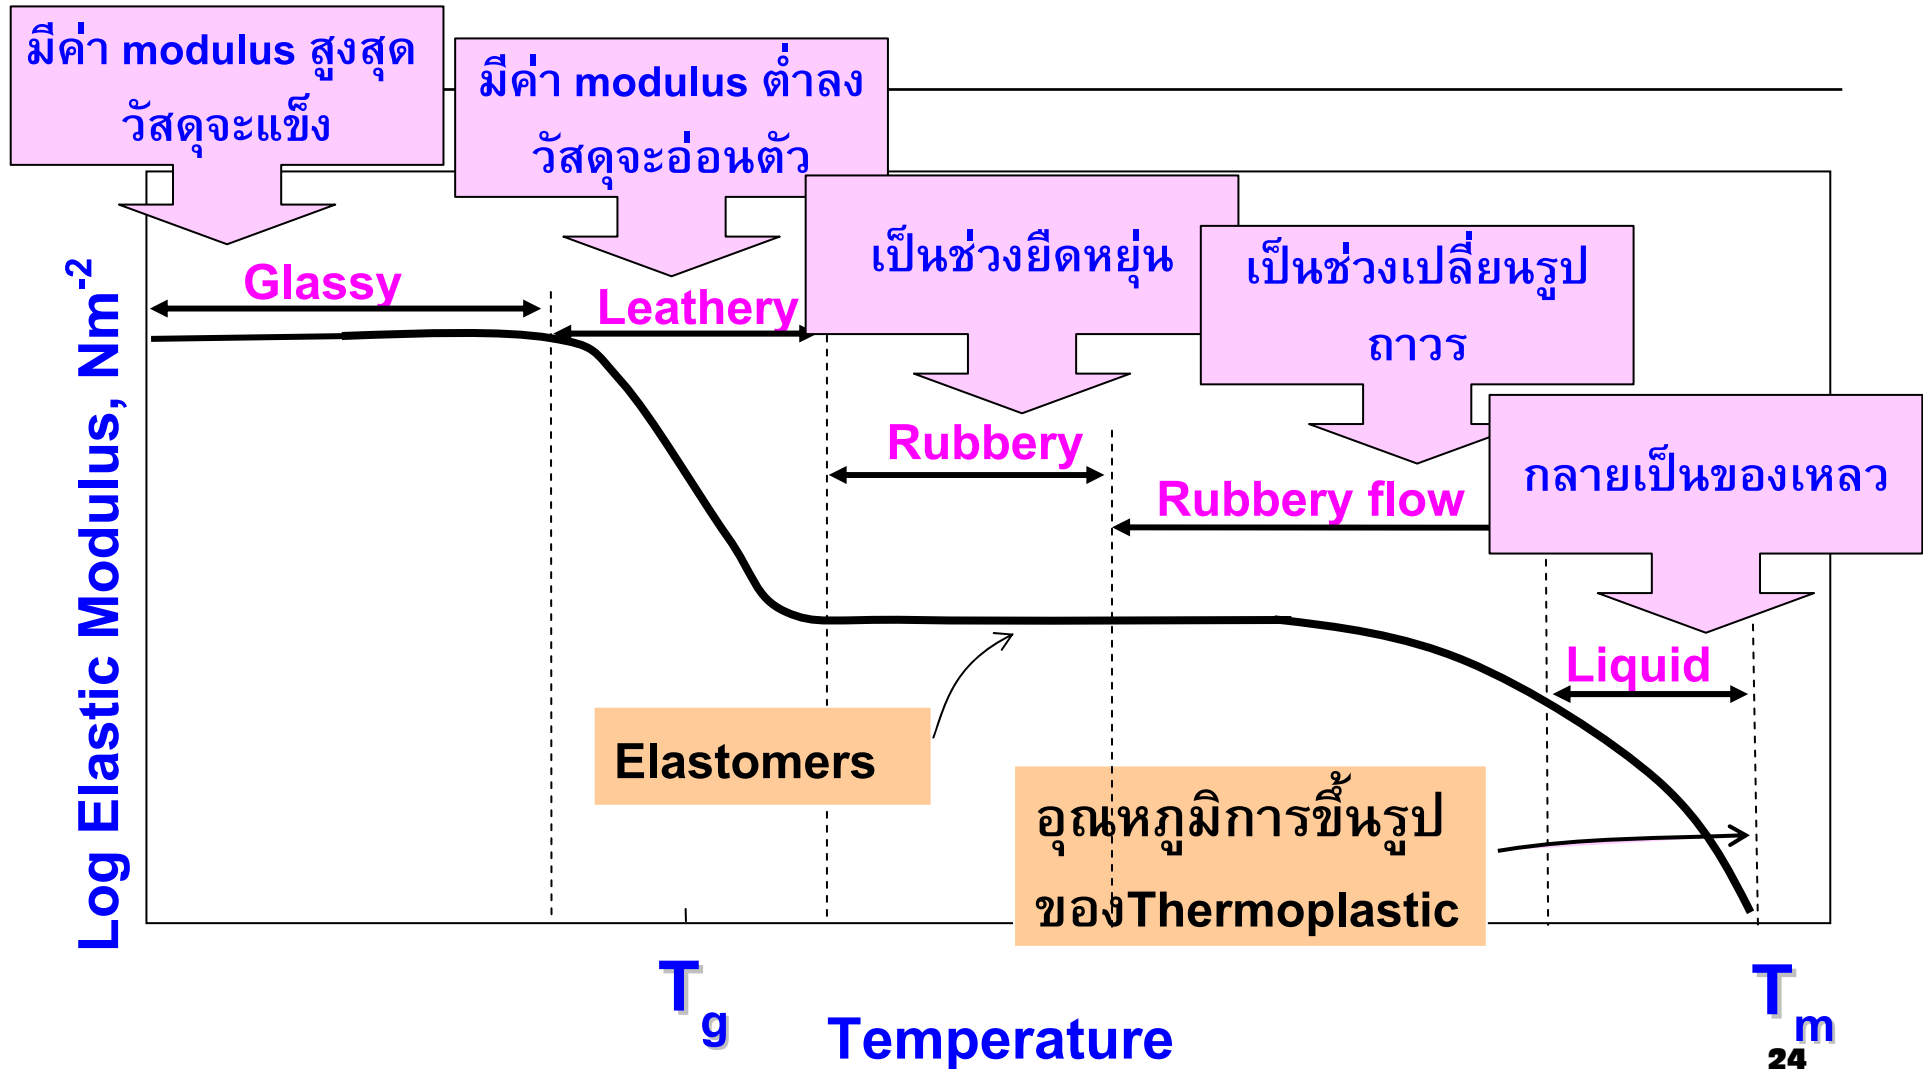 มีค่า modulus สูงสุด
วัสดุจะแข็ง
มีค่า modulus ต่ำลง
วัสดุจะอ่อนตัว
เป็นช่วงยืดหยุ่น
เป็นช่วงเปลี่ยนรูป
ถาวร
กลายเป็นของเหลว
Glassy
Leathery
Rubbery
Rubbery flow
Liquid
Log Elastic Modulus, Nm-2
Elastomers
อุณหภูมิการขึ้นรูป
ของThermoplastic
Tg
Temperature
Tm
24